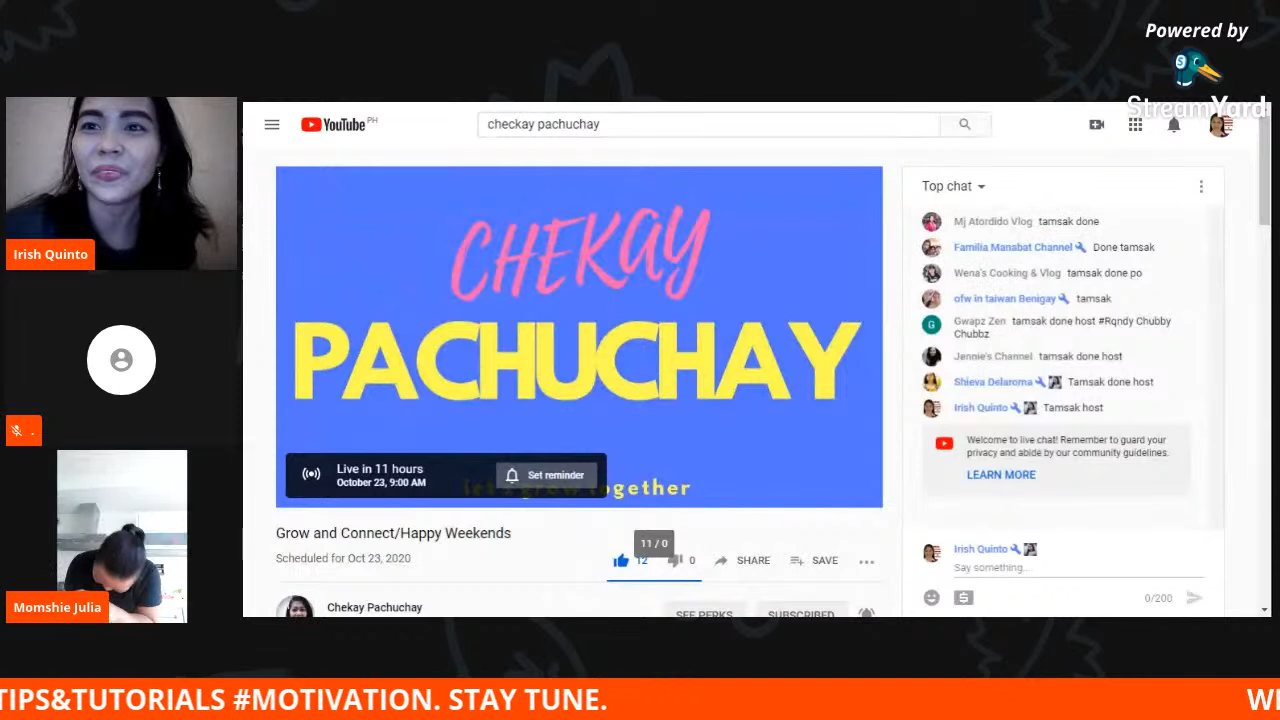 Powered by
StreamYard
YouTube PH
checkay pachuchay
Irish Quinto
.
Momshie Julia
CHEKAY
PACHUCHAY
Live in 11 hours
October 23, 9:00 AM
Set reminder
let's grow together
Grow and Connect/Happy Weekends
Scheduled for Oct 23, 2020
11 / 0
12
0
SHARE
SAVE
Chekay Pachuchay
SEE PERKS
SUBSCRIBED
Top chat
Mj Atordido Vlog tamsak done
Familia Manabat Channel Done tamsak
Wena's Cooking & Vlog tamsak done po
ofw in taiwan Benigay tamsak
G
Gwapz Zen tamsak done host #Rqndy Chubby
Chubbz
Jennie's Channel tamsak done host
Shieva Delaroma Tamsak done host
Irish Quinto Tamsak host
Welcome to live chat! Remember to guard your
privacy and abide by our community guidelines.
LEARN MORE
Irish Quinto
Say something...
0/200
TIPS&TUTORIALS #MOTIVATION. STAY TUNE.